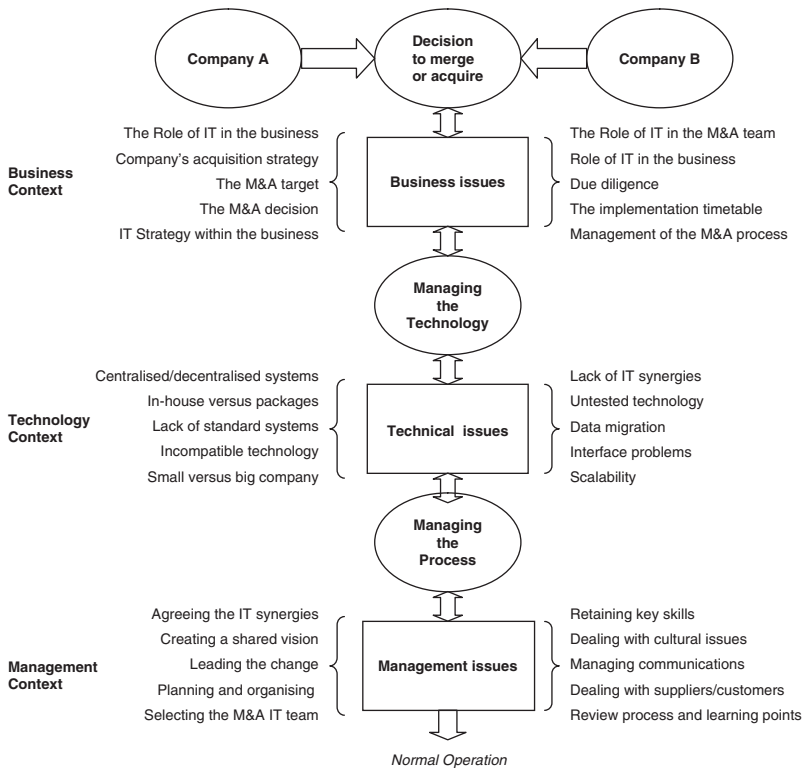 Company A
Decision
to merge
or acquire
Company B
Business
Context
The Role of IT in the business
Company's acquisition strategy
The M&A target
The M&A decision
IT Strategy within the business
Business issues
The Role of IT in the M&A team
Role of IT in the business
Due diligence
The implementation timetable
Management of the M&A process
Managing
the
Technology
Technology
Context
Centralised/decentralised systems
In-house versus packages
Lack of standard systems
Incompatible technology
Small versus big company
Technical issues
Lack of IT synergies
Untested technology
Data migration
Interface problems
Scalability
Managing
the
Process
Management
Context
Agreeing the IT synergies
Creating a shared vision
Leading the change
Planning and organising
Selecting the M&A IT team
Management issues
Retaining key skills
Dealing with cultural issues
Managing communications
Dealing with suppliers/customers
Review process and learning points
Normal Operation